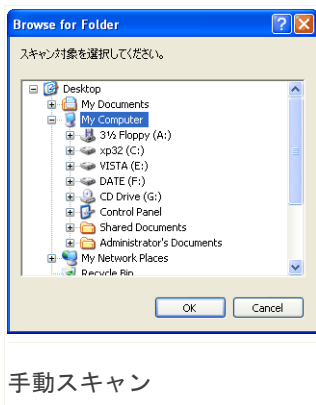 Browse for Folder
スキャン対象を選択してください。
Desktop
My Documents
My Computer
3½ Floppy (A:)
xp32 (C:)
VISTA (E:)
DATE (F:)
CD Drive (G:)
Control Panel
Shared Documents
Administrator's Documents
My Network Places
Recycle Bin
OK Cancel
手動スキャン